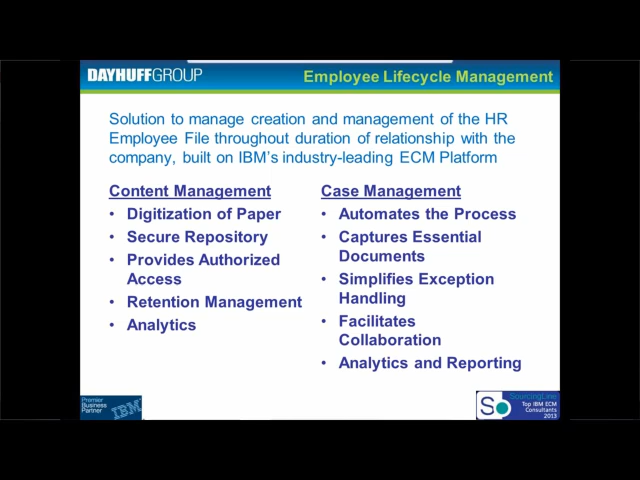 DAYHUFFGROUP
Employee Lifecycle Management
Solution to manage creation and management of the HR
Employee File throughout duration of relationship with the
company, built on IBM's industry-leading ECM Platform
Content Management
• Digitization of Paper
• Secure Repository
• Provides Authorized
Access
• Retention Management
• Analytics
Case Management
• Automates the Process
• Captures Essential
Documents
• Simplifies Exception
Handling
• Facilitates
Collaboration
• Analytics and Reporting
Premier
Business
Partner
IBM
So
SourcingLine
Top IBM ECM
Consultants
2013